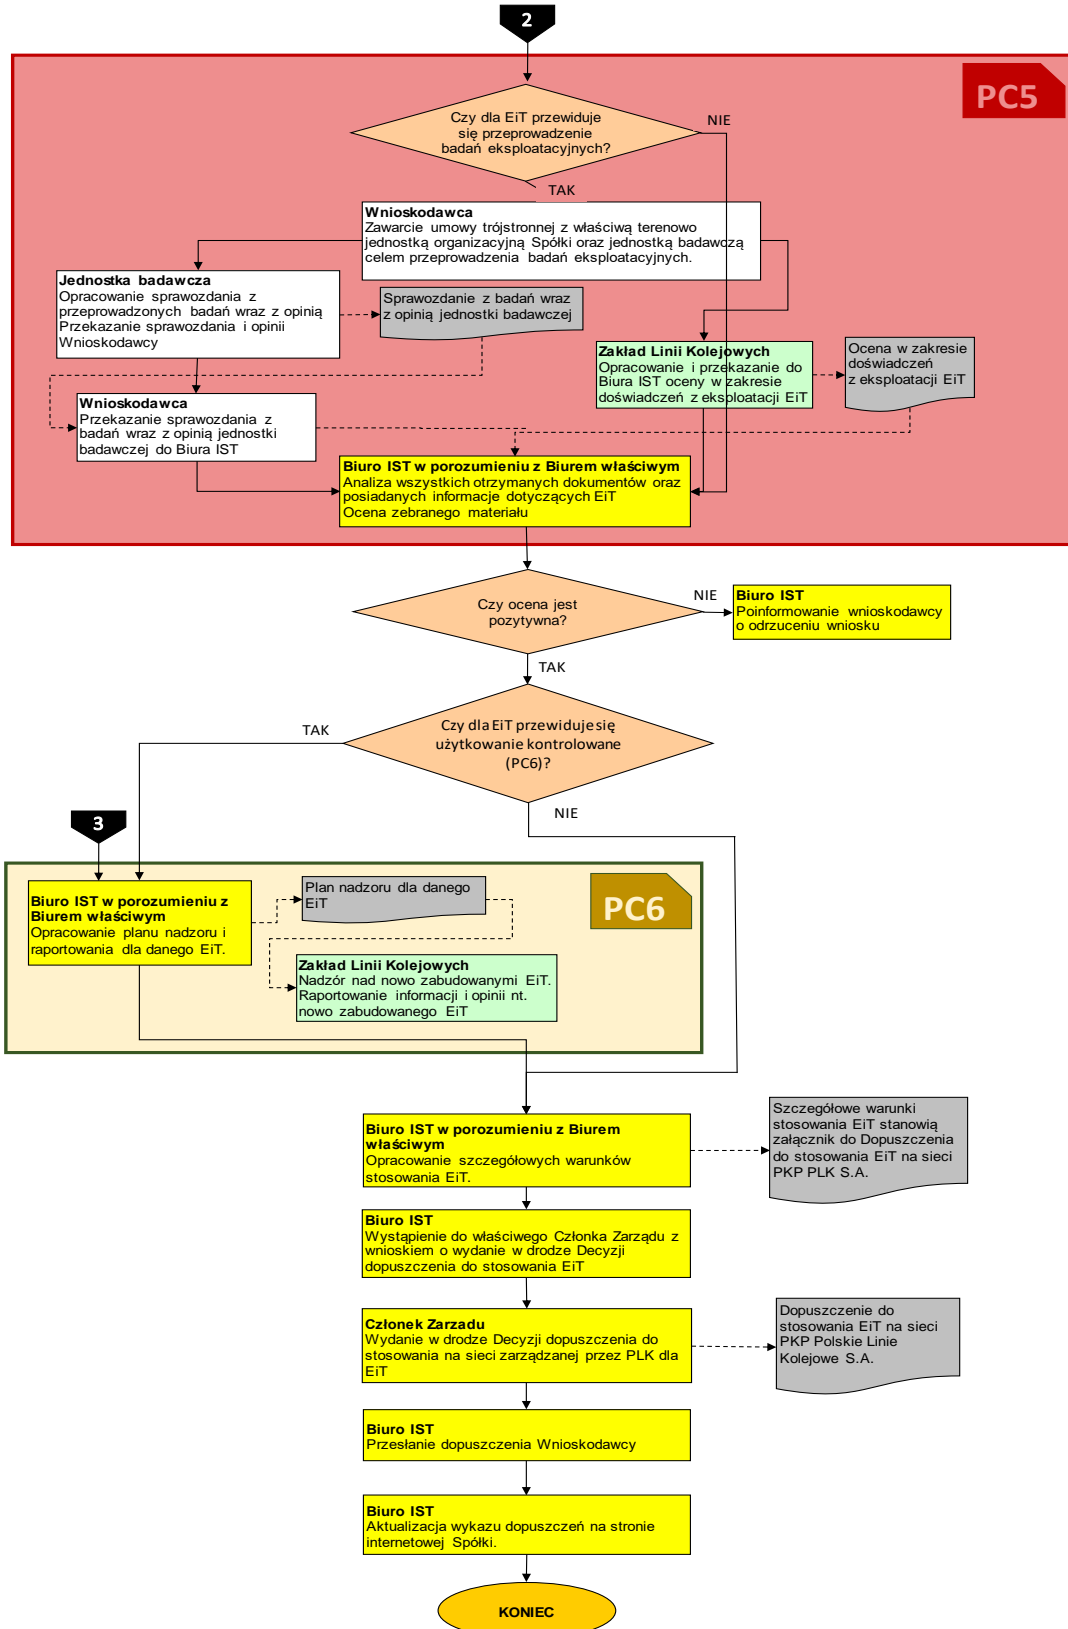 2
PC5
Czy dla EiT przewiduje
się przeprowadzenie
badań eksploatacyjnych?
NIE
TAK
Wnioskodawca
Zawarcie umowy trójstronnej z właściwą terenowo
jednostką organizacyjną Spółki oraz jednostką badawczą
celem przeprowadzenia badań eksploatacyjnych.
Jednostka badawcza
Opracowanie sprawozdania z
przeprowadzonych badań wraz z opinią
Przekazanie sprawozdania i opinii
Wnioskodawcy
Sprawozdanie z badań wraz
z opinią jednostki badawczej
Zakład Linii Kolejowych
Opracowanie i przekazanie do
Biura IST oceny w zakresie
doświadczeń z eksploatacji EiT
Ocena w zakresie
doświadczeń
z eksploatacji EiT
Wnioskodawca
Przekazanie sprawozdania z
badań wraz z opinią jednostki
badawczej do Biura IST
Biuro IST w porozumieniu z Biurem właściwym
Analiza wszystkich otrzymanych dokumentów oraz
posiadanych informacje dotyczących EiT
Ocena zebranego materiału
Czy ocena jest
pozytywna?
NIE
Biuro IST
Poinformowanie wnioskodawcy
o odrzuceniu wniosku
TAK
Czy dla EiT przewiduje się
użytkowanie kontrolowane
(PC6)?
TAK
NIE
3
PC6
Biuro IST w porozumieniu z
Biurem właściwym
Opracowanie planu nadzoru i
raportowania dla danego EiT.
Plan nadzoru dla danego
EiT
Zakład Linii Kolejowych
Nadzór nad nowo zabudowanymi EiT.
Raportowanie informacji i opinii nt.
nowo zabudowanego EiT
Biuro IST w porozumieniu z Biurem
właściwym
Opracowanie szczegółowych warunków
stosowania EiT.
Szczegółowe warunki
stosowania EiT stanowią
załącznik do Dopuszczenia
do stosowania EiT na sieci
PKP PLK S.A.
Biuro IST
Wystąpienie do właściwego Członka Zarządu z
wnioskiem o wydanie w drodze Decyzji
dopuszczenia do stosowania EiT
Członek Zarzadu
Wydanie w drodze Decyzji dopuszczenia do
stosowania na sieci zarządzanej przez PLK dla
EiT
Dopuszczenie do
stosowania EiT na sieci
PKP Polskie Linie
Kolejowe S.A.
Biuro IST
Przesłanie dopuszczenia Wnioskodawcy
Biuro IST
Aktualizacja wykazu dopuszczeń na stronie
internetowej Spółki.
KONIEC